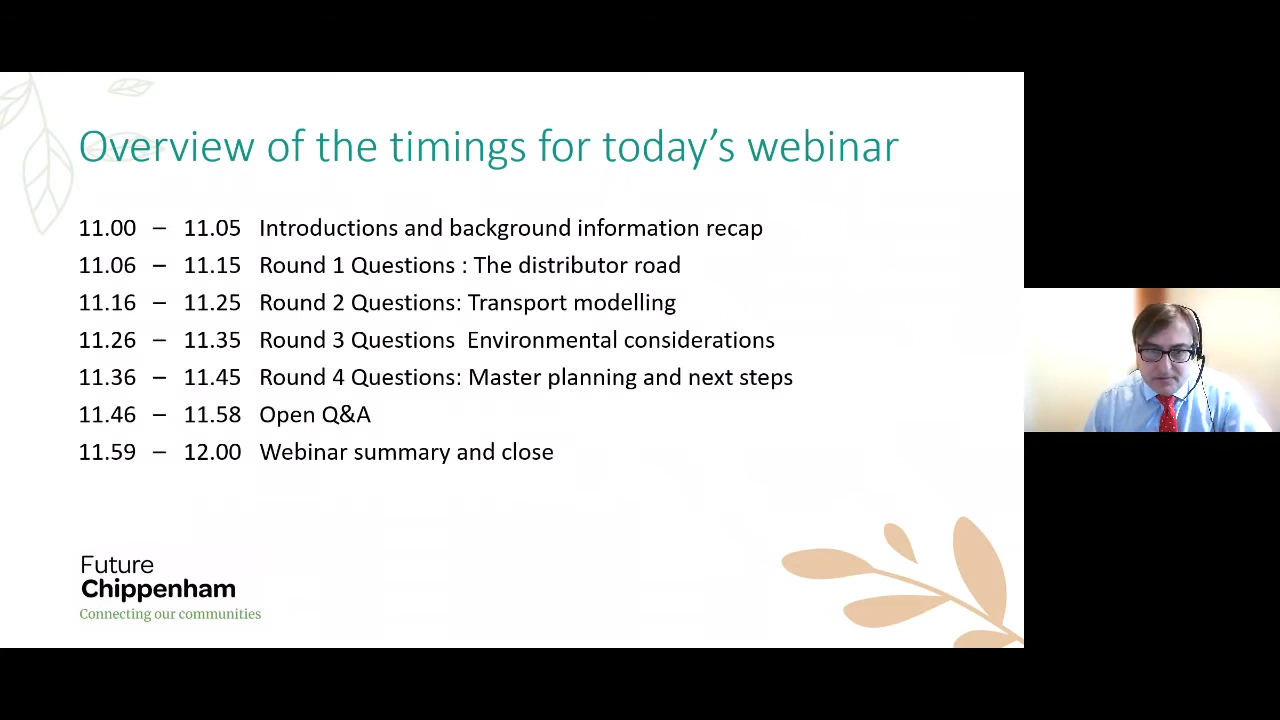 Overview of the timings for today's webinar
11.00 – 11.05 Introductions and background information recap
11.06 – 11.15 Round 1 Questions : The distributor road
11.16 – 11.25 Round 2 Questions: Transport modelling
11.26 – 11.35 Round 3 Questions Environmental considerations
11.36 – 11.45 Round 4 Questions: Master planning and next steps
11.46 – 11.58 Open Q&A
11.59 – 12.00 Webinar summary and close
Future
Chippenham
Connecting our communities